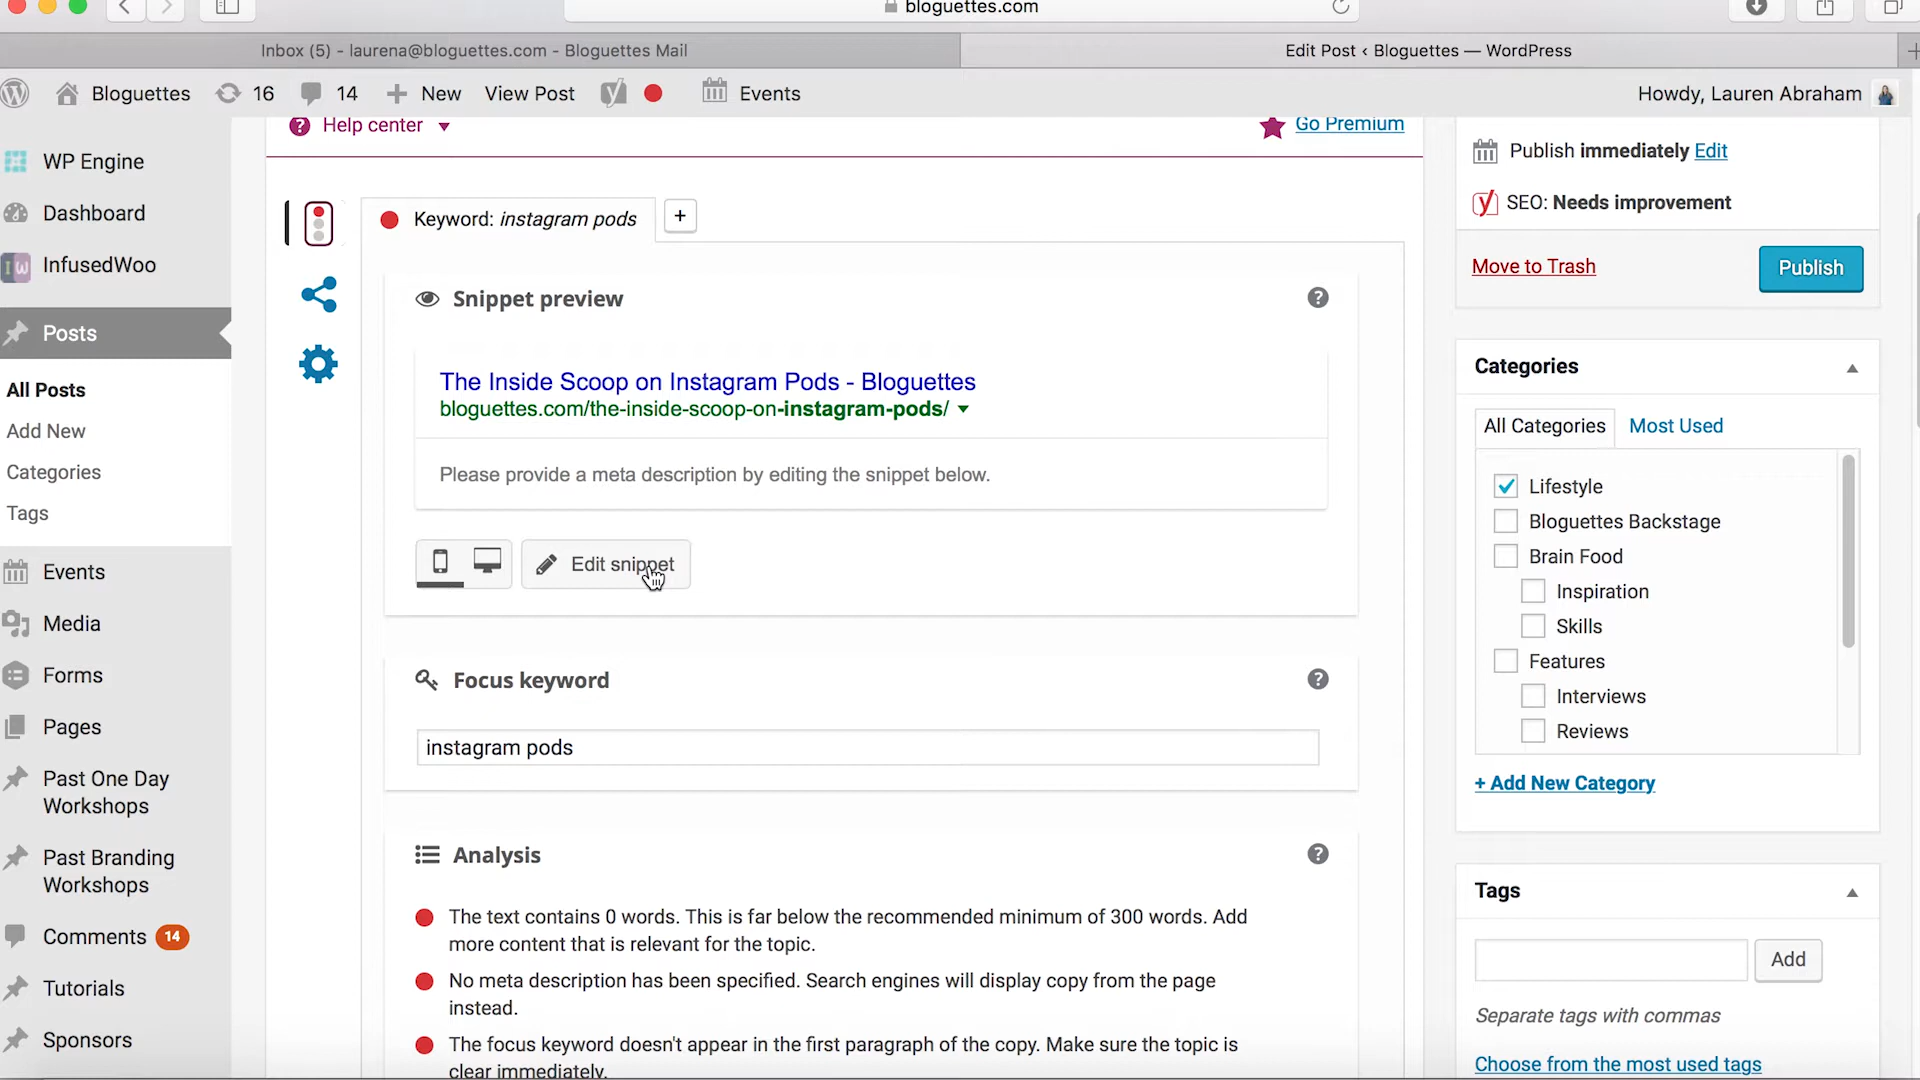 bloguettes.com
Inbox (5) - laurena@bloguettes.com - Bloguettes Mail
Edit Post ‹ Bloguettes — WordPress
Bloguettes
16
14
New
View Post
Events
Howdy, Lauren Abraham
WP Engine
Dashboard
InfusedWoo
Posts
All Posts
Add New
Categories
Tags
Events
Media
Forms
Pages
Past One Day
Workshops
Past Branding
Workshops
Comments 14
Tutorials
Sponsors
Help center
Go Premium
Keyword: instagram pods
+
Snippet preview
The Inside Scoop on Instagram Pods - Bloguettes
bloguettes.com/the-inside-scoop-on-instagram-pods/
Please provide a meta description by editing the snippet below.
Edit snippet
Focus keyword
instagram pods
Analysis
The text contains 0 words. This is far below the recommended minimum of 300 words. Add
more content that is relevant for the topic.
No meta description has been specified. Search engines will display copy from the page
instead.
The focus keyword doesn't appear in the first paragraph of the copy. Make sure the topic is
clear immediately.
Publish immediately Edit
SEO: Needs improvement
Move to Trash
Publish
Categories
All Categories
Most Used
Lifestyle
Bloguettes Backstage
Brain Food
Inspiration
Skills
Features
Interviews
Reviews
+ Add New Category
Tags
Add
Separate tags with commas
Choose from the most used tags